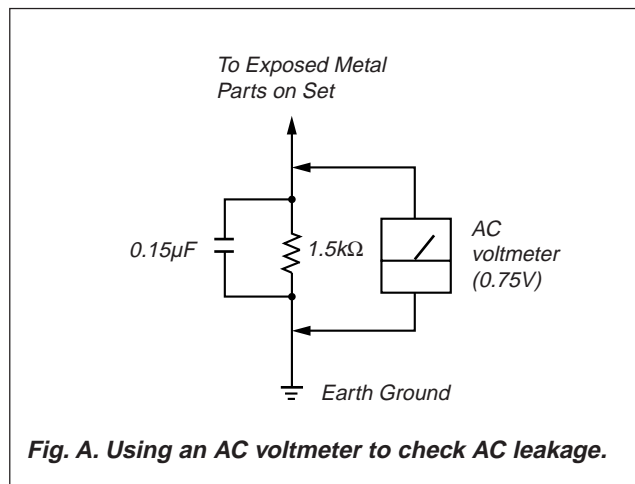 To Exposed Metal
Parts on Set
0.15µF
1.5kΩ
AC
voltmeter
(0.75V)
Earth Ground
Fig. A. Using an AC voltmeter to check AC leakage.